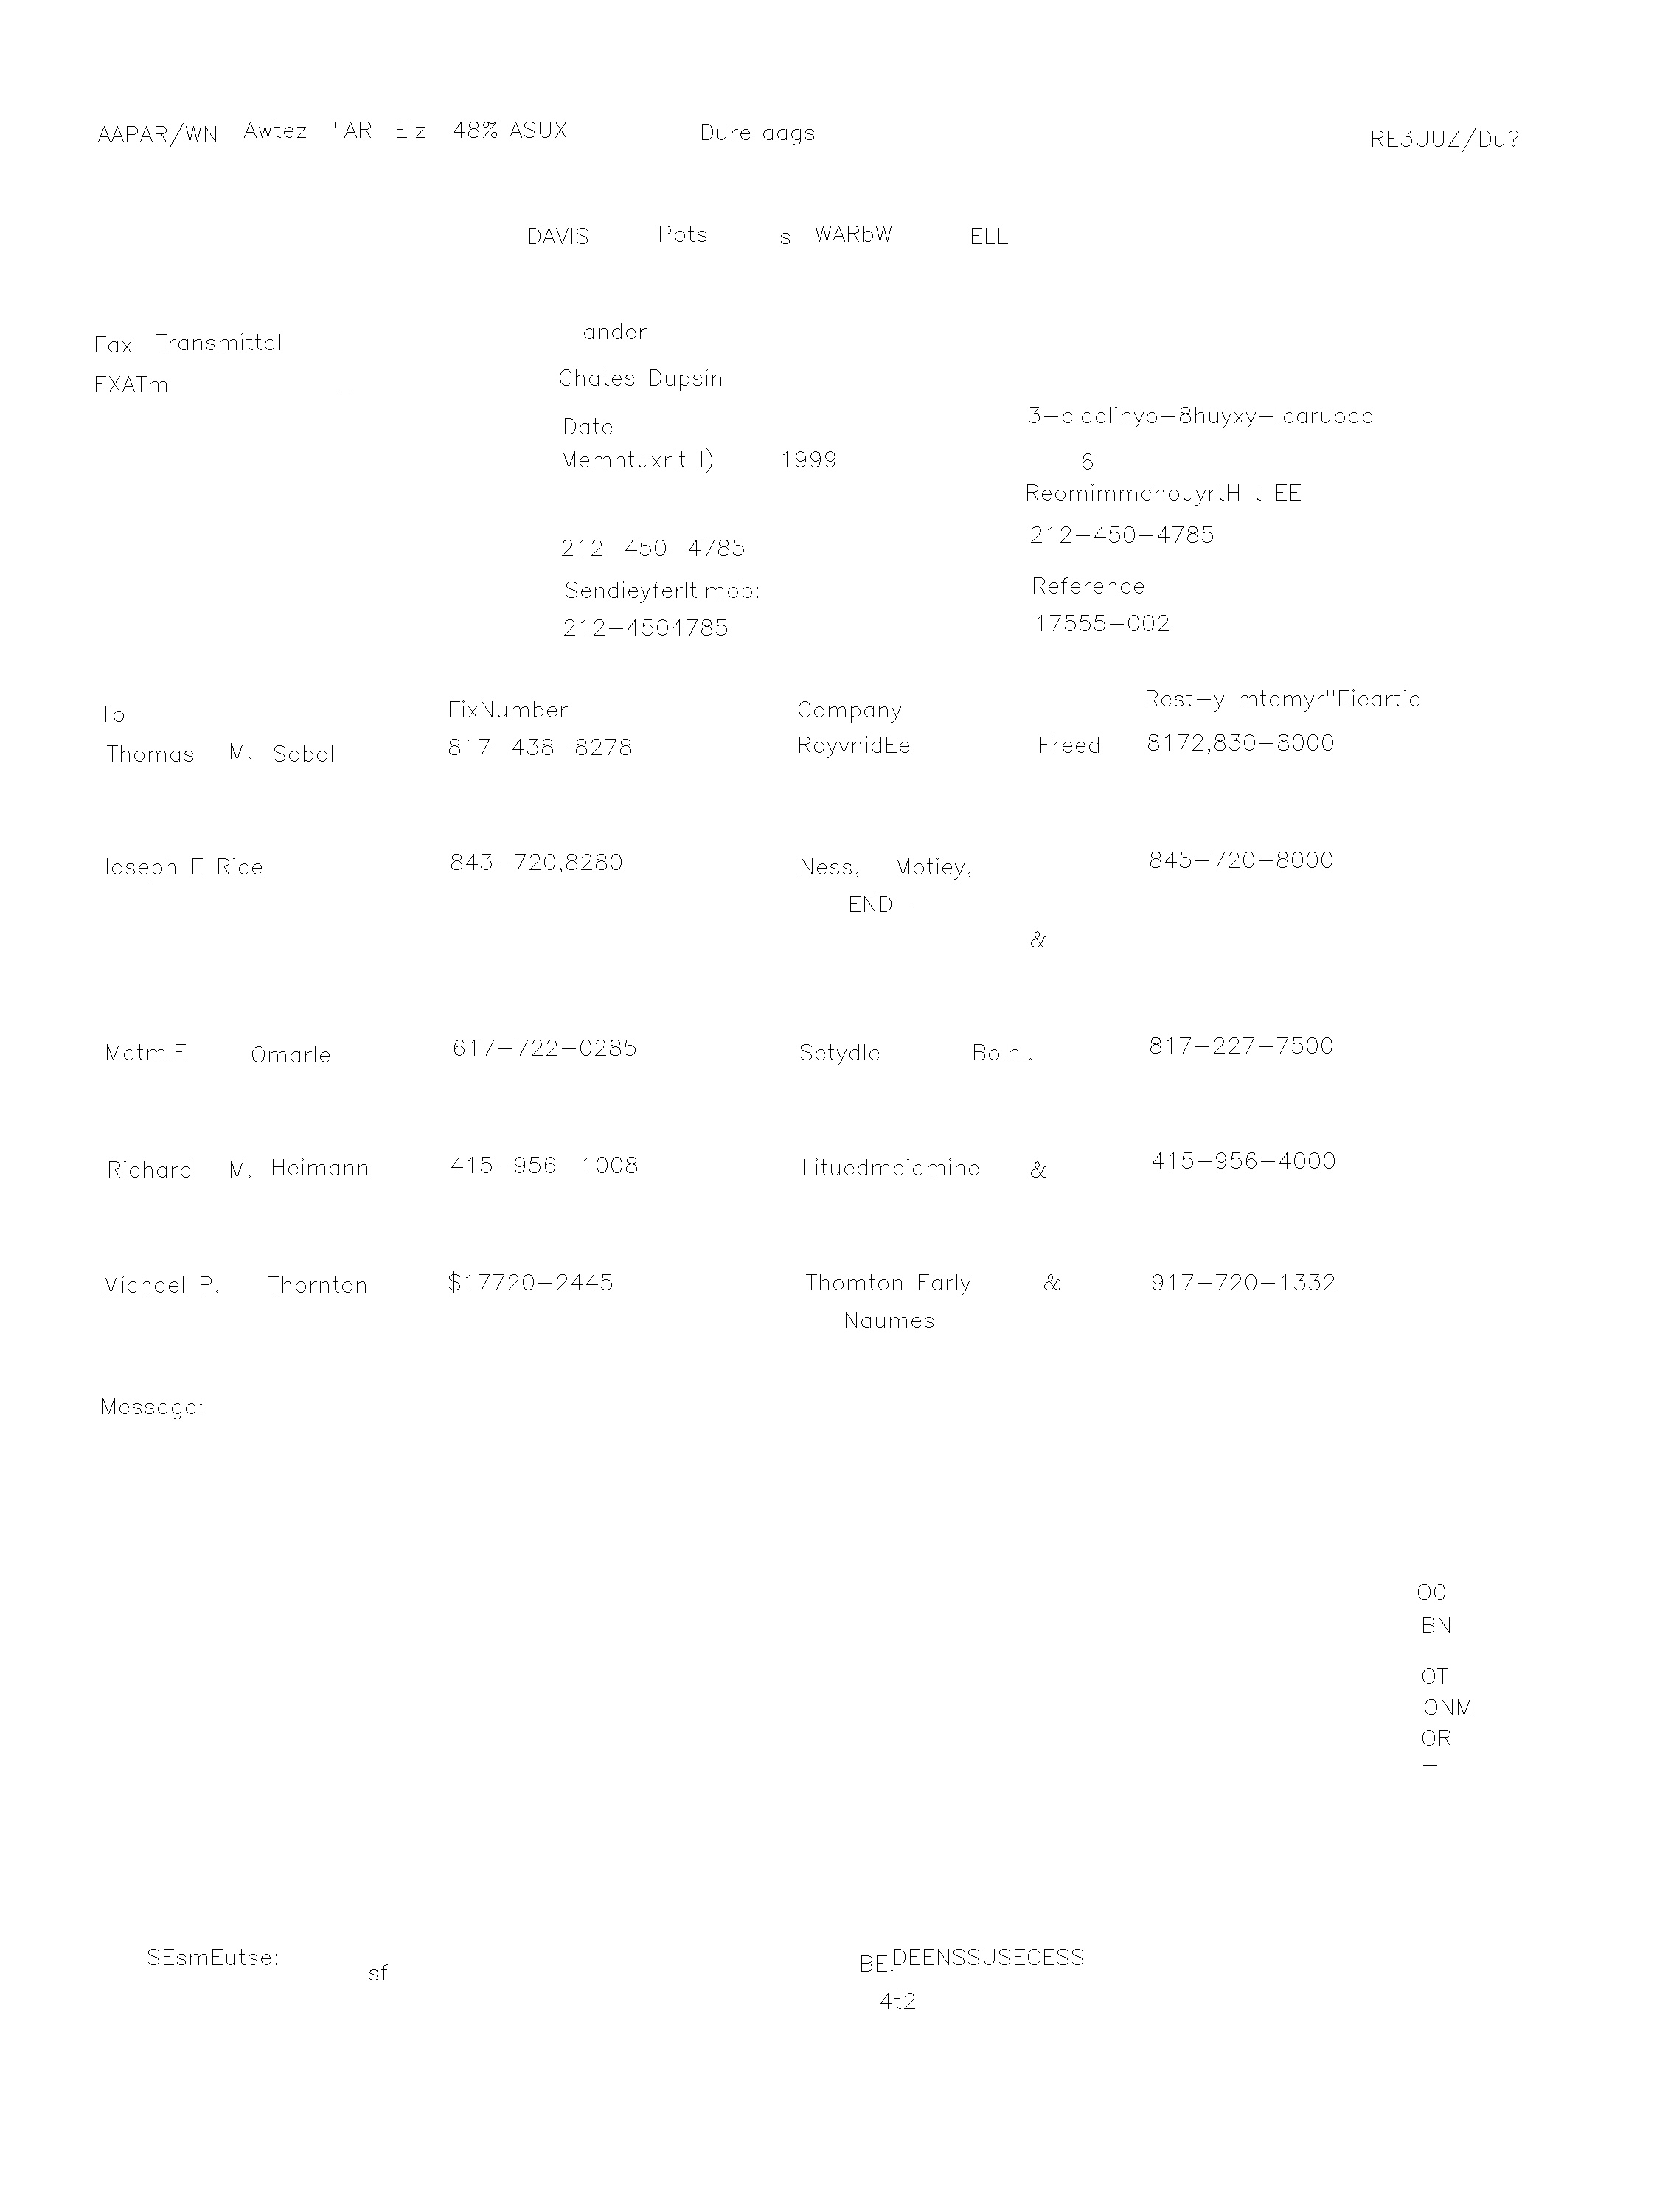 AAPAR/WN Awtez "AR Eiz 48% ASUX Dure aags RE3UUZ/Du?
DAVIS Pots s WARbW ELL
Fax Transmittal ander
EXATm _ Chates Dupsin
Date 3-claelihyo-8huyxy-lcaruode
Memntuxrlt l) 1999 6
ReomimmchouyrtH t EE
212-450-4785 212-450-4785
Sendieyferltimob: Reference
212-4504785 17555-002
To FixNumber Company Rest-y mtemyr"Eieartie
Thomas M. Sobol 817-438-8278 RoyvnidEe Freed 8172,830-8000
loseph E Rice 843-720,8280 Ness, Motiey, 845-720-8000
END-
&
MatmlE Omarle 617-722-0285 Setydle Bolhl. 817-227-7500
Richard M. Heimann 415-956 1008 Lituedmeiamine & 415-956-4000
Michael P. Thornton $17720-2445 Thomton Early & 917-720-1332
Naumes
Message:
OO
BN
OT
ONM
OR
-
SEsmEutse: sf BE.DEENSSUSECESS
4t2